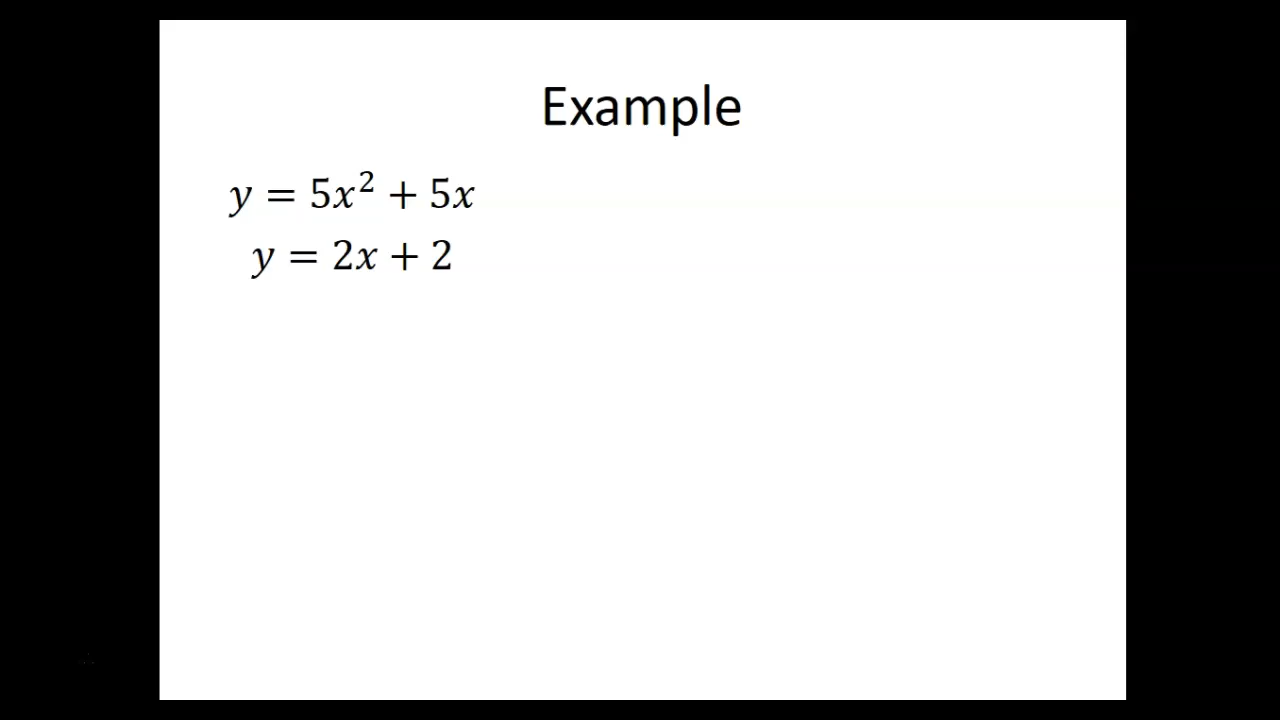 Example
y = 5x² + 5x
y = 2x + 2